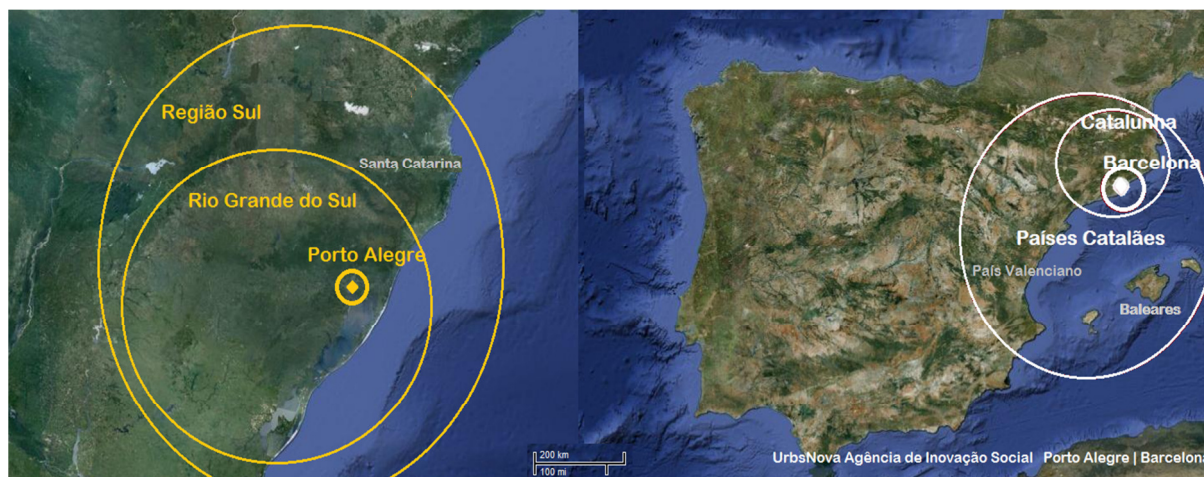 Região Sul
Santa Catarina
Rio Grande do Sul
Porto Alegre
200 km
100 mi
Catalunha
Barcelona
Países Catalães
País Valenciano
Baleares
UrbsNova Agência de Inovação Social Porto Alegre | Barcelona